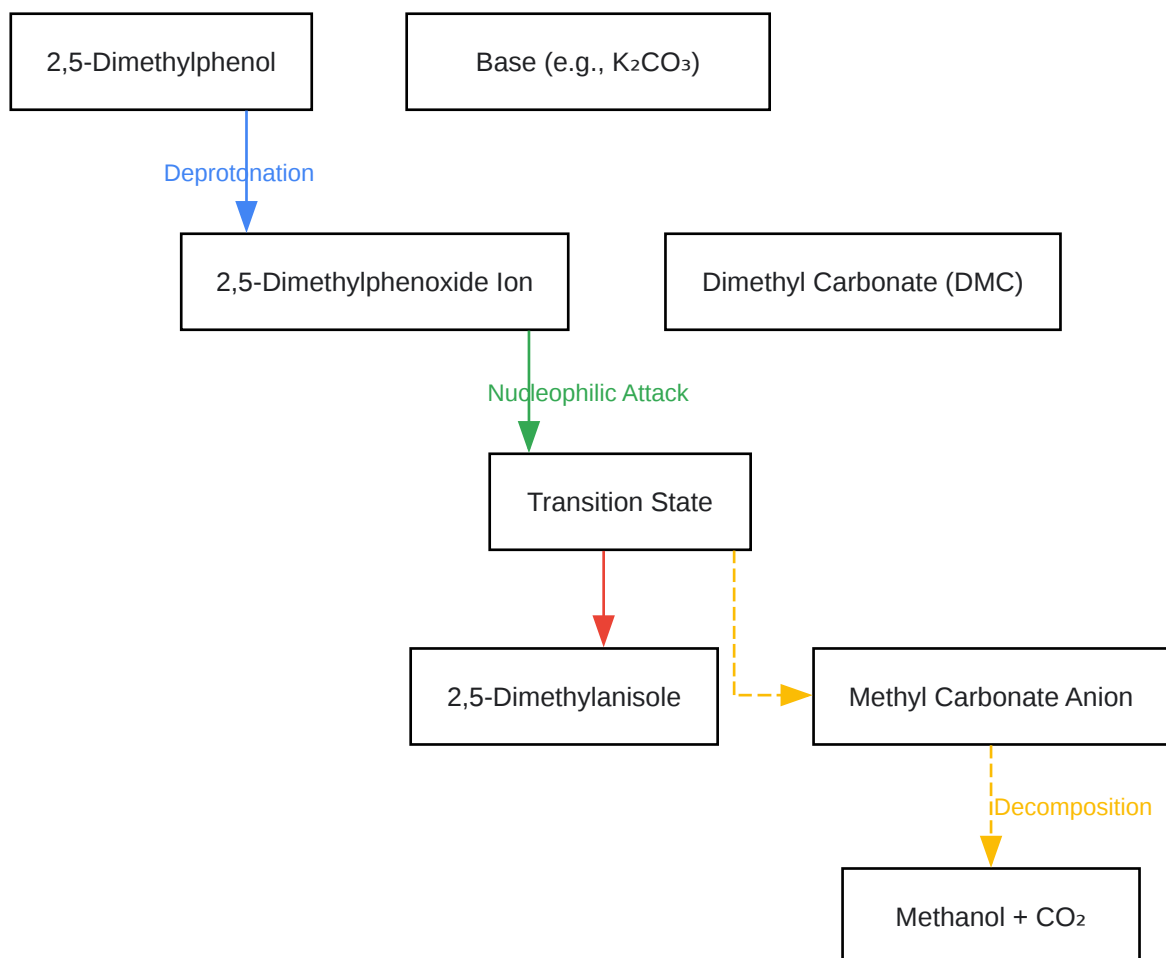 2,5-Dimethylphenol
Base (e.g., K₂CO₃)
Deprotonation
2,5-Dimethylphenoxide Ion
Dimethyl Carbonate (DMC)
Nucleophilic Attack
Transition State
2,5-Dimethylanisole
Methyl Carbonate Anion
Decomposition
Methanol + CO₂